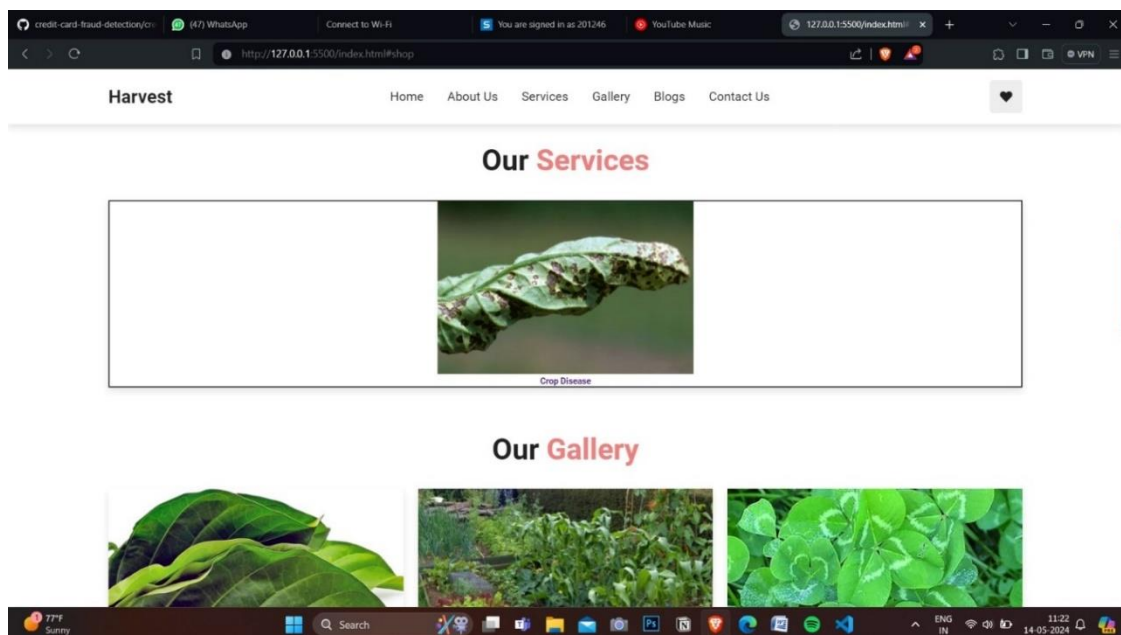 credit-card-fraud-detection/cre (47) WhatsApp Connect to Wi-Fi You are signed in as 201246 YouTube Music 127.0.0.1:5500/index.html#
http://127.0.0.1:5500/index.html#shop VPN
Harvest Home About Us Services Gallery Blogs Contact Us
Our Services
Crop Disease
Our Gallery
77°F
Sunny
Search
ENG
IN
11:22
14-05-2024